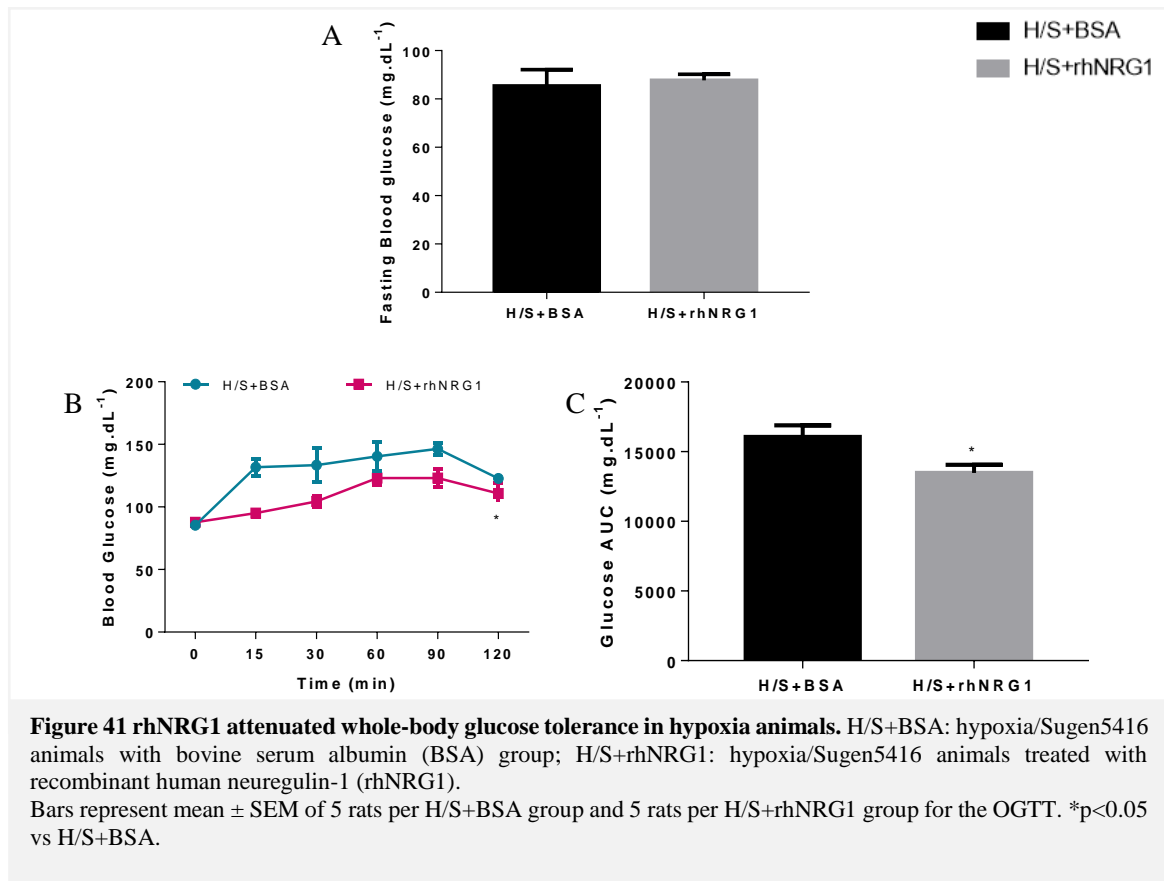 A
H/S+BSA
H/S+rhNRG1
Fasting Blood glucose (mg.dL⁻¹)
100
80
60
40
20
0
H/S+BSA
H/S+rhNRG1
B
H/S+BSA
H/S+rhNRG1
Blood Glucose (mg.dL⁻¹)
200
150
100
50
0
*
0 15 30 60 90 120
Time (min)
C
Glucose AUC (mg.dL⁻¹)
20000
15000
10000
5000
0
*
H/S+BSA
H/S+rhNRG1
Figure 41 rhNRG1 attenuated whole-body glucose tolerance in hypoxia animals. H/S+BSA: hypoxia/Sugen5416
animals with bovine serum albumin (BSA) group; H/S+rhNRG1: hypoxia/Sugen5416 animals treated with
recombinant human neuregulin-1 (rhNRG1).
Bars represent mean ± SEM of 5 rats per H/S+BSA group and 5 rats per H/S+rhNRG1 group for the OGTT. *p<0.05
vs H/S+BSA.